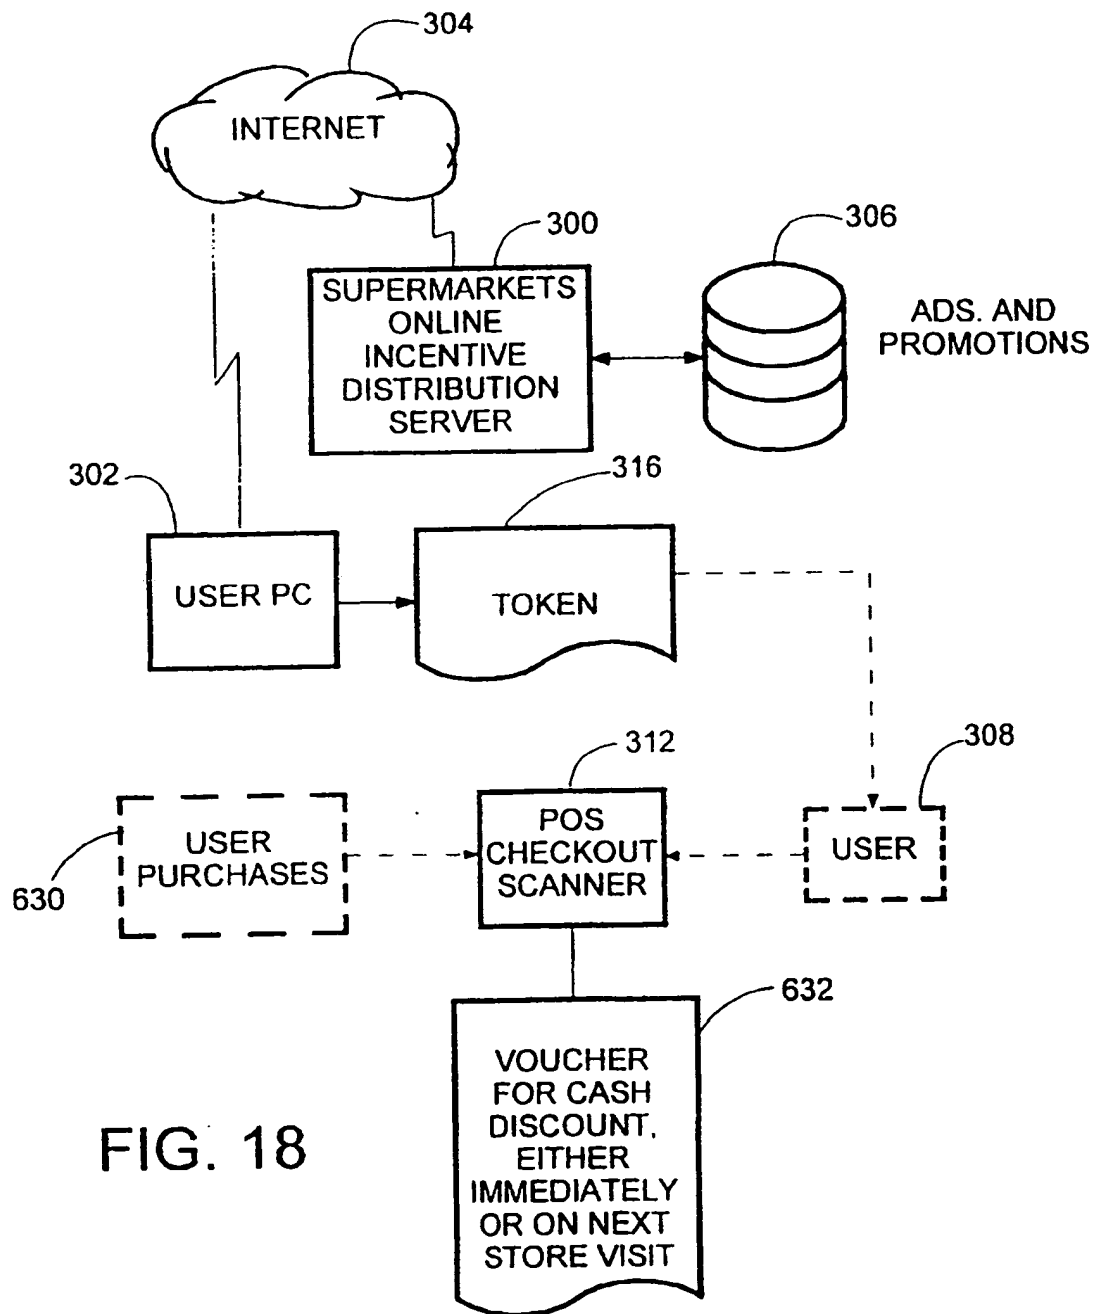 304
INTERNET
300
306
SUPERMARKETS
ONLINE
INCENTIVE
DISTRIBUTION
SERVER
ADS. AND
PROMOTIONS
302
316
USER PC
TOKEN
312
308
USER
PURCHASES
POS
CHECKOUT
SCANNER
USER
630
632
VOUCHER
FOR CASH
DISCOUNT,
EITHER
IMMEDIATELY
OR ON NEXT
STORE VISIT
FIG. 18